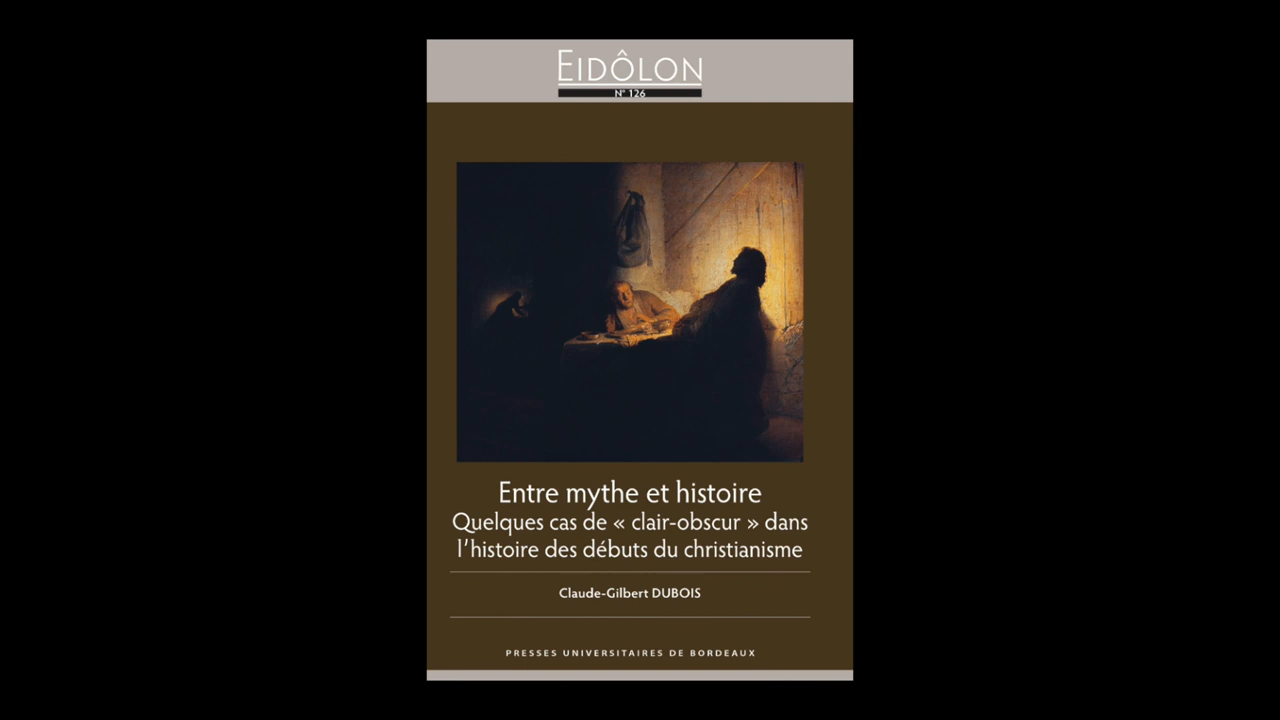 EIDÔLON
N° 126
Entre mythe et histoire
Quelques cas de « clair-obscur » dans
l'histoire des débuts du christianisme
Claude-Gilbert DUBOIS
PRESSES UNIVERSITAIRES DE BORDEAUX